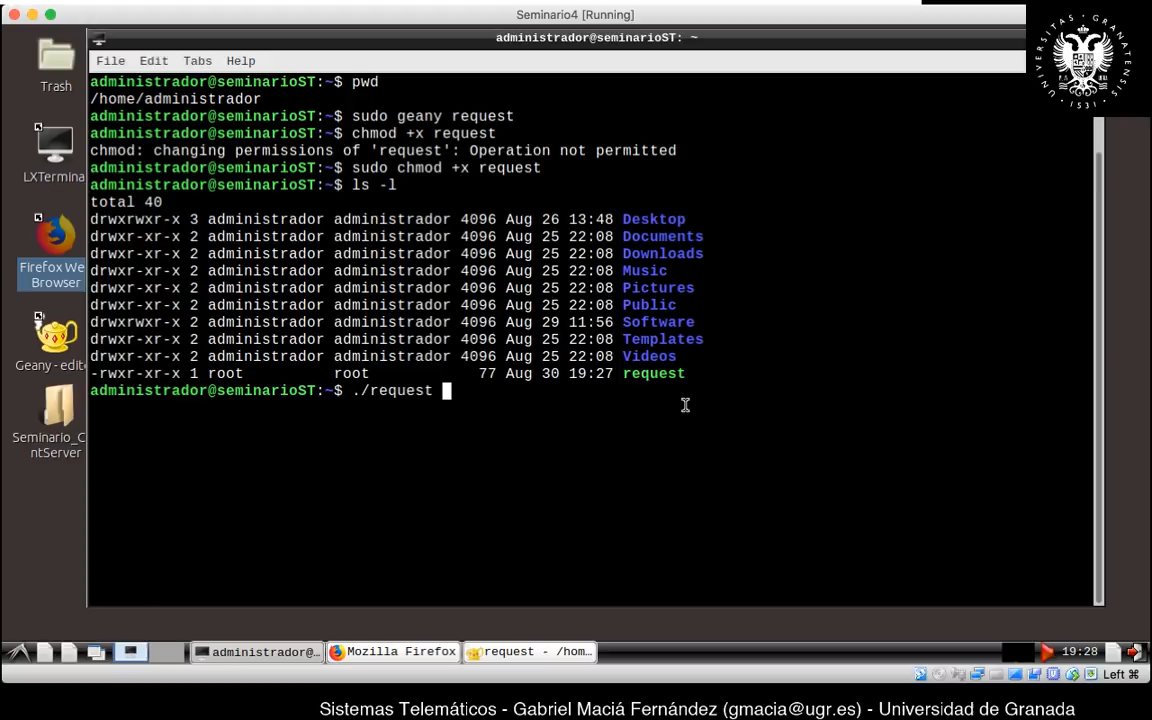 Seminario4 [Running]
administrador@seminarioST: ~
File Edit Tabs Help
administrador@seminarioST:~$ pwd
/home/administrador
administrador@seminarioST:~$ sudo geany request
administrador@seminarioST:~$ chmod +x request
chmod: changing permissions of 'request': Operation not permitted
administrador@seminarioST:~$ sudo chmod +x request
administrador@seminarioST:~$ ls -l
total 40
drwxrwxr-x 3 administrador administrador 4096 Aug 26 13:48 Desktop
drwxr-xr-x 2 administrador administrador 4096 Aug 25 22:08 Documents
drwxr-xr-x 2 administrador administrador 4096 Aug 25 22:08 Downloads
drwxr-xr-x 2 administrador administrador 4096 Aug 25 22:08 Music
drwxr-xr-x 2 administrador administrador 4096 Aug 25 22:08 Pictures
drwxr-xr-x 2 administrador administrador 4096 Aug 25 22:08 Public
drwxrwxr-x 2 administrador administrador 4096 Aug 29 11:56 Software
drwxr-xr-x 2 administrador administrador 4096 Aug 25 22:08 Templates
drwxr-xr-x 2 administrador administrador 4096 Aug 25 22:08 Videos
-rwxr-xr-x 1 root root 77 Aug 30 19:27 request
administrador@seminarioST:~$ ./request
Trash
LXTermina
Firefox We
Browser
Geany - edit
Seminario_C
ntServer
UNIVERSITAS GRANATENSIS
1531
administrador@... Mozilla Firefox request - /hom... 19:28
Left ⌘
Sistemas Telemáticos - Gabriel Maciá Fernández (gmacia@ugr.es) - Universidad de Granada